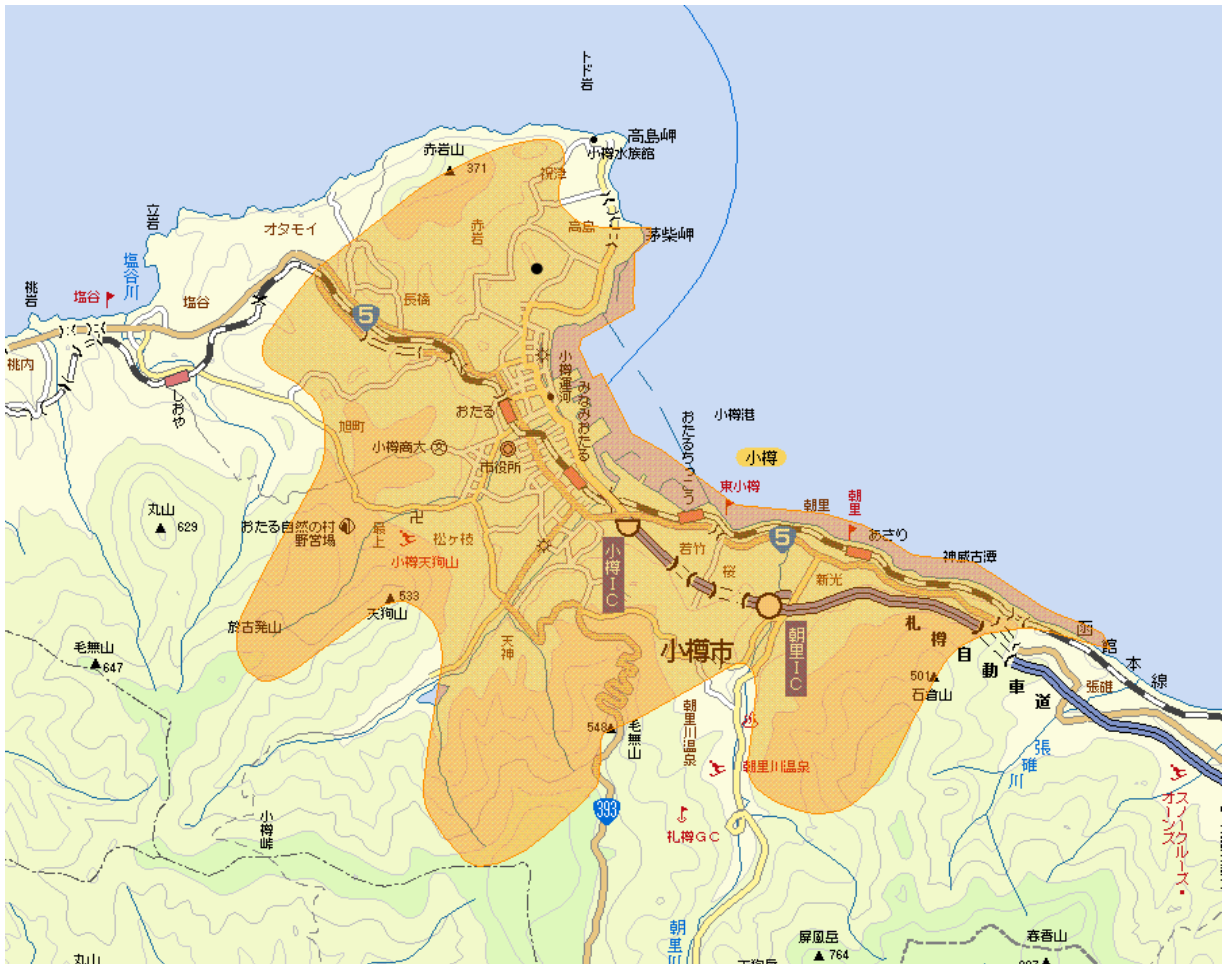 トド岩
高島岬
小樽水族館
赤岩山
371
祝津
立岩
オタモイ
赤岩
高島
茅柴岬
塩谷川
桃岩
塩谷
塩谷
長橋
5
桃内
しおや
小樽運河
みなみおたる
おたる
旭町
小樽商大
文
市役所
おたるちっこう
小樽港
小樽
東小樽
朝里
朝里
あさり
神威古潭
丸山
629
おたる自然の村
野営場
最上
卍
松ヶ枝
小樽天狗山
小樽IC
若竹
桜
5
新光
533
天狗山
於古発山
毛無山
647
天神
小樽市
朝里IC
札樽自動車道
函館本線
501
石倉山
張碓
548
毛無山
朝里川温泉
朝里川温泉
張碓川
393
札樽GC
小樽峠
スノークルーズ・
オーンズ
朝里川
屏風岳
764
春香山
丸山